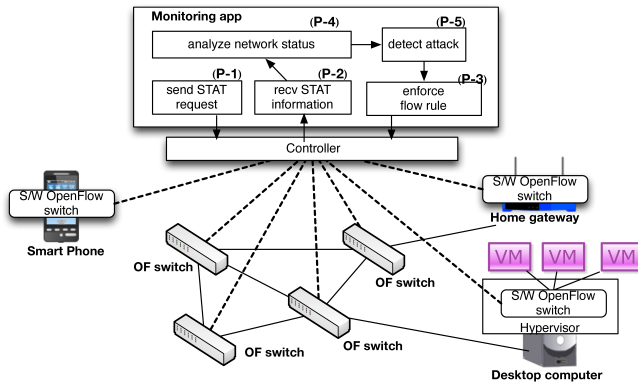 Monitoring app
(P-4)
(P-5)
analyze network status
detect attack
(P-1)
(P-2)
(P-3)
send STAT
request
recv STAT
information
enforce
flow rule
Controller
S/W OpenFlow
switch
Smart Phone
S/W OpenFlow
switch
Home gateway
OF switch
OF switch
OF switch
OF switch
VM
VM
VM
S/W OpenFlow
switch
Hypervisor
Desktop computer